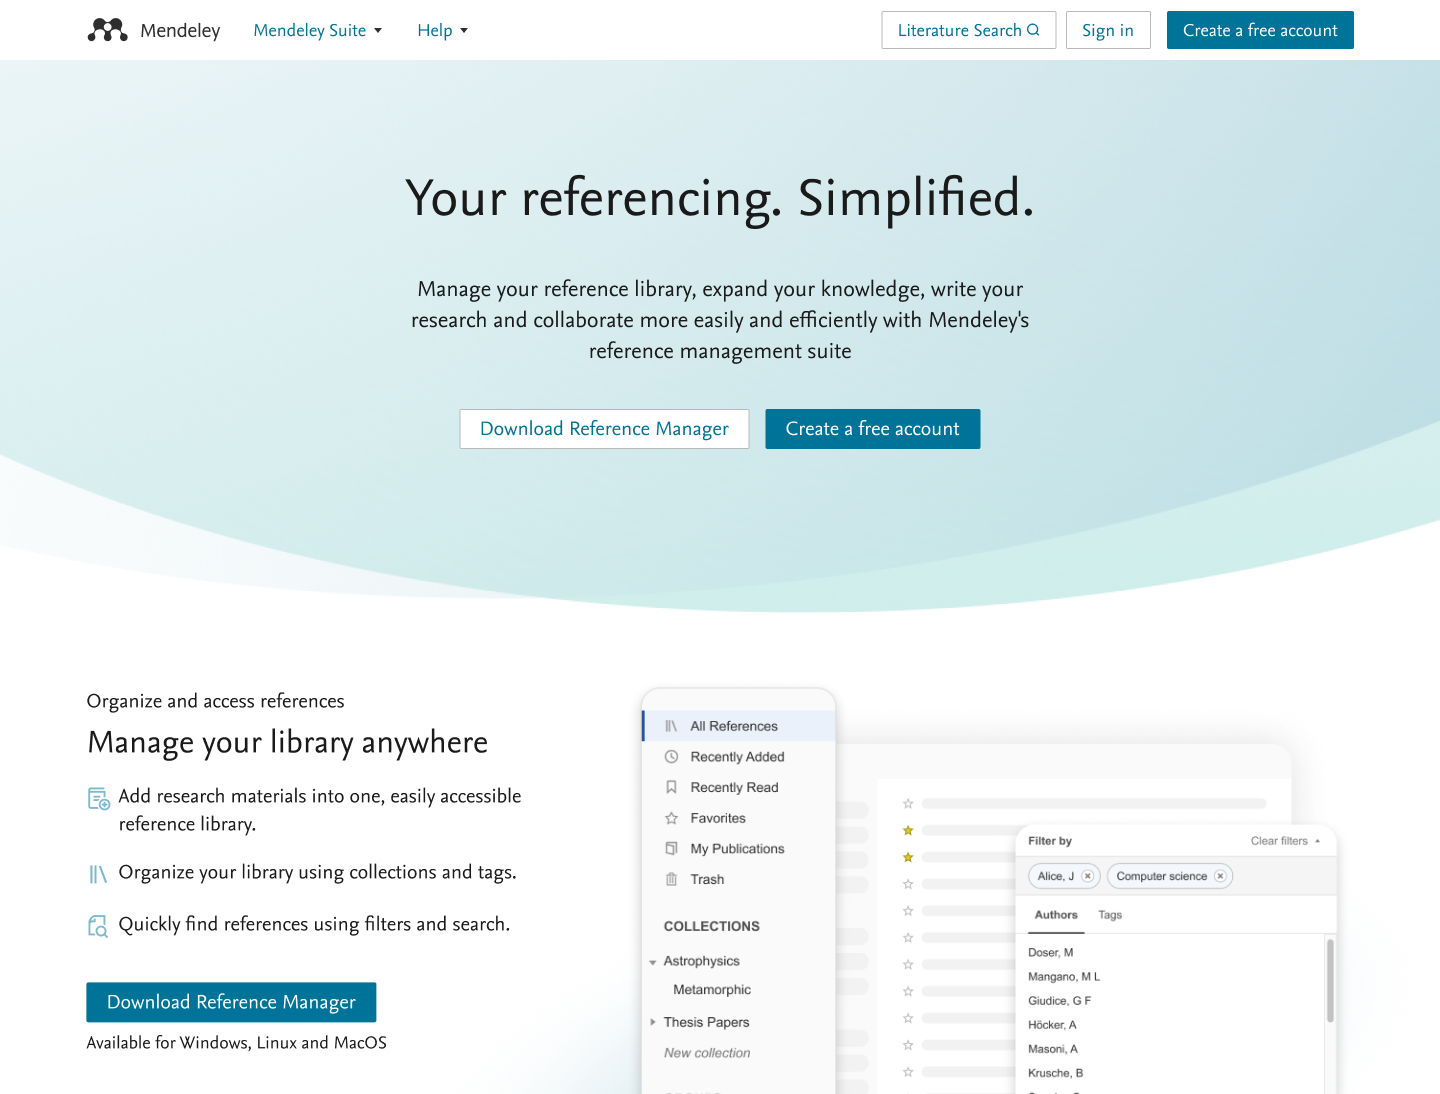 Mendeley
Mendeley Suite
Help
Literature Search
Sign in
Create a free account
Your referencing. Simplified.
Manage your reference library, expand your knowledge, write your
research and collaborate more easily and efficiently with Mendeley's
reference management suite
Download Reference Manager
Create a free account
Organize and access references
Manage your library anywhere
Add research materials into one, easily accessible
reference library.
Organize your library using collections and tags.
Quickly find references using filters and search.
Download Reference Manager
Available for Windows, Linux and MacOS
All References
Recently Added
Recently Read
Favorites
My Publications
Trash
COLLECTIONS
Astrophysics
Metamorphic
Thesis Papers
New collection
Filter by
Clear filters
Alice, J
Computer science
Authors
Tags
Doser, M
Mangano, M L
Giudice, G F
Höcker, A
Masoni, A
Krusche, B